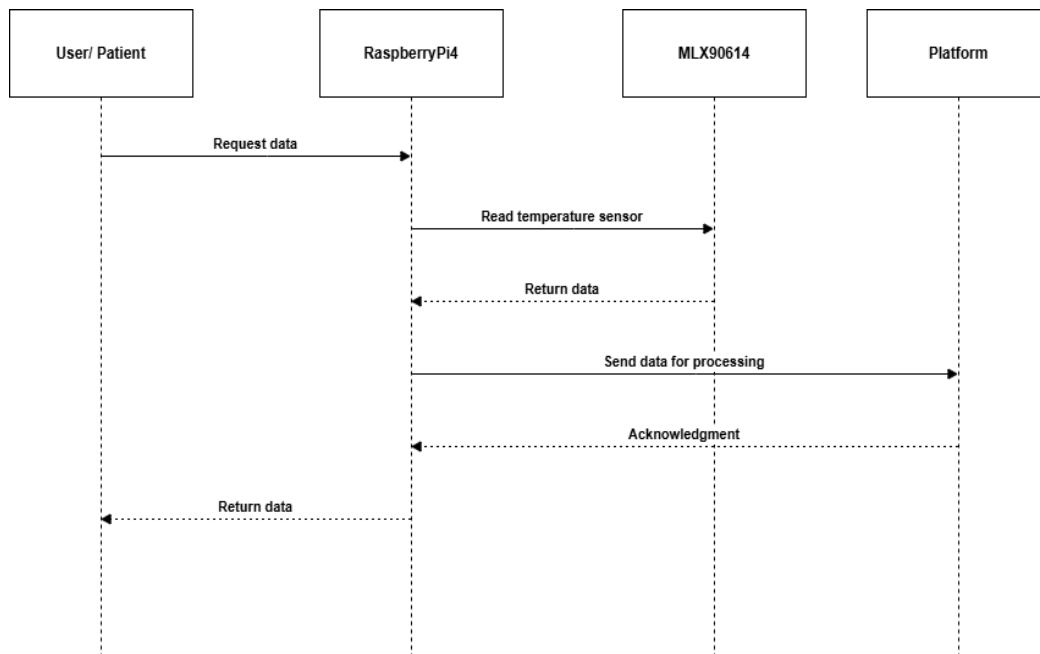 User/ Patient
RaspberryPi4
MLX90614
Platform
Request data
Read temperature sensor
Return data
Send data for processing
Acknowledgment
Return data